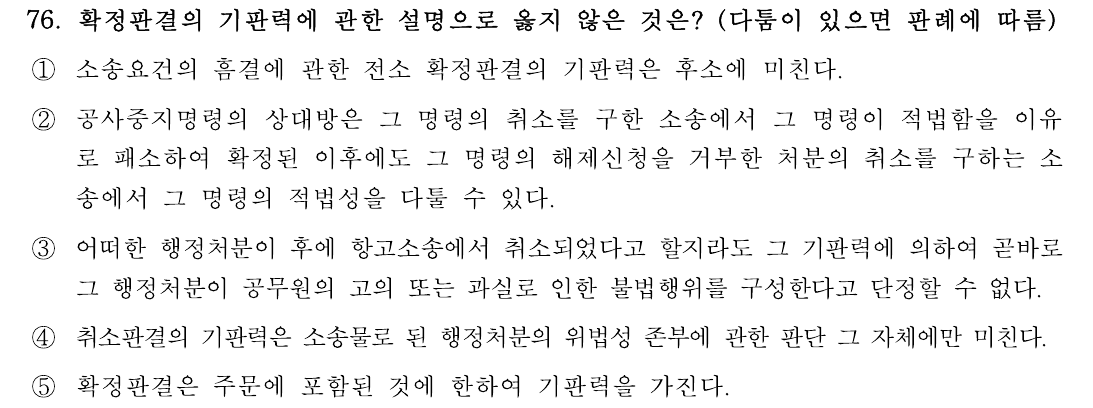 76. 확정판결의 기판력에 관한 설명으로 옳지 않은 것은? (다툼이 있으면 판례에 따름)
① 소송요건의 흠결에 관한 전소 확정판결의 기판력은 후소에 미친다.
② 공사중지명령의 상대방은 그 명령의 취소를 구한 소송에서 그 명령이 적법함을 이유
로 패소하여 확정된 이후에도 그 명령의 해제신청을 거부한 처분의 취소를 구하는 소
송에서 그 명령의 적법성을 다툴 수 있다.
③ 어떠한 행정처분이 후에 항고소송에서 취소되었다고 할지라도 그 기판력에 의하여 곧바로
그 행정처분이 공무원의 고의 또는 과실로 인한 불법행위를 구성한다고 단정할 수 없다.
④ 취소판결의 기판력은 소송물로 된 행정처분의 위법성 존부에 관한 판단 그 자체에만 미친다.
⑤ 확정판결은 주문에 포함된 것에 한하여 기판력을 가진다.